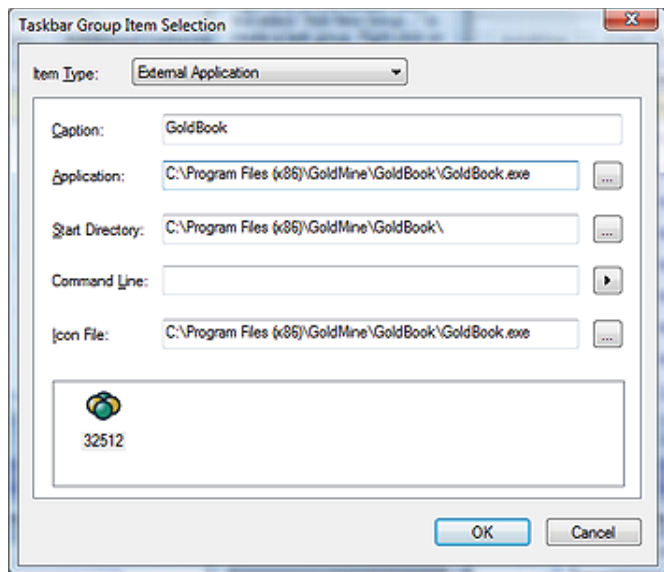 Taskbar Group Item Selection
Item Type: External Application
Caption: GoldBook
Application: C:\Program Files (x86)\GoldMine\GoldBook\GoldBook.exe ...
Start Directory: C:\Program Files (x86)\GoldMine\GoldBook\ ...
Command Line:
Icon File: C:\Program Files (x86)\GoldMine\GoldBook\GoldBook.exe ...
32512
OK Cancel